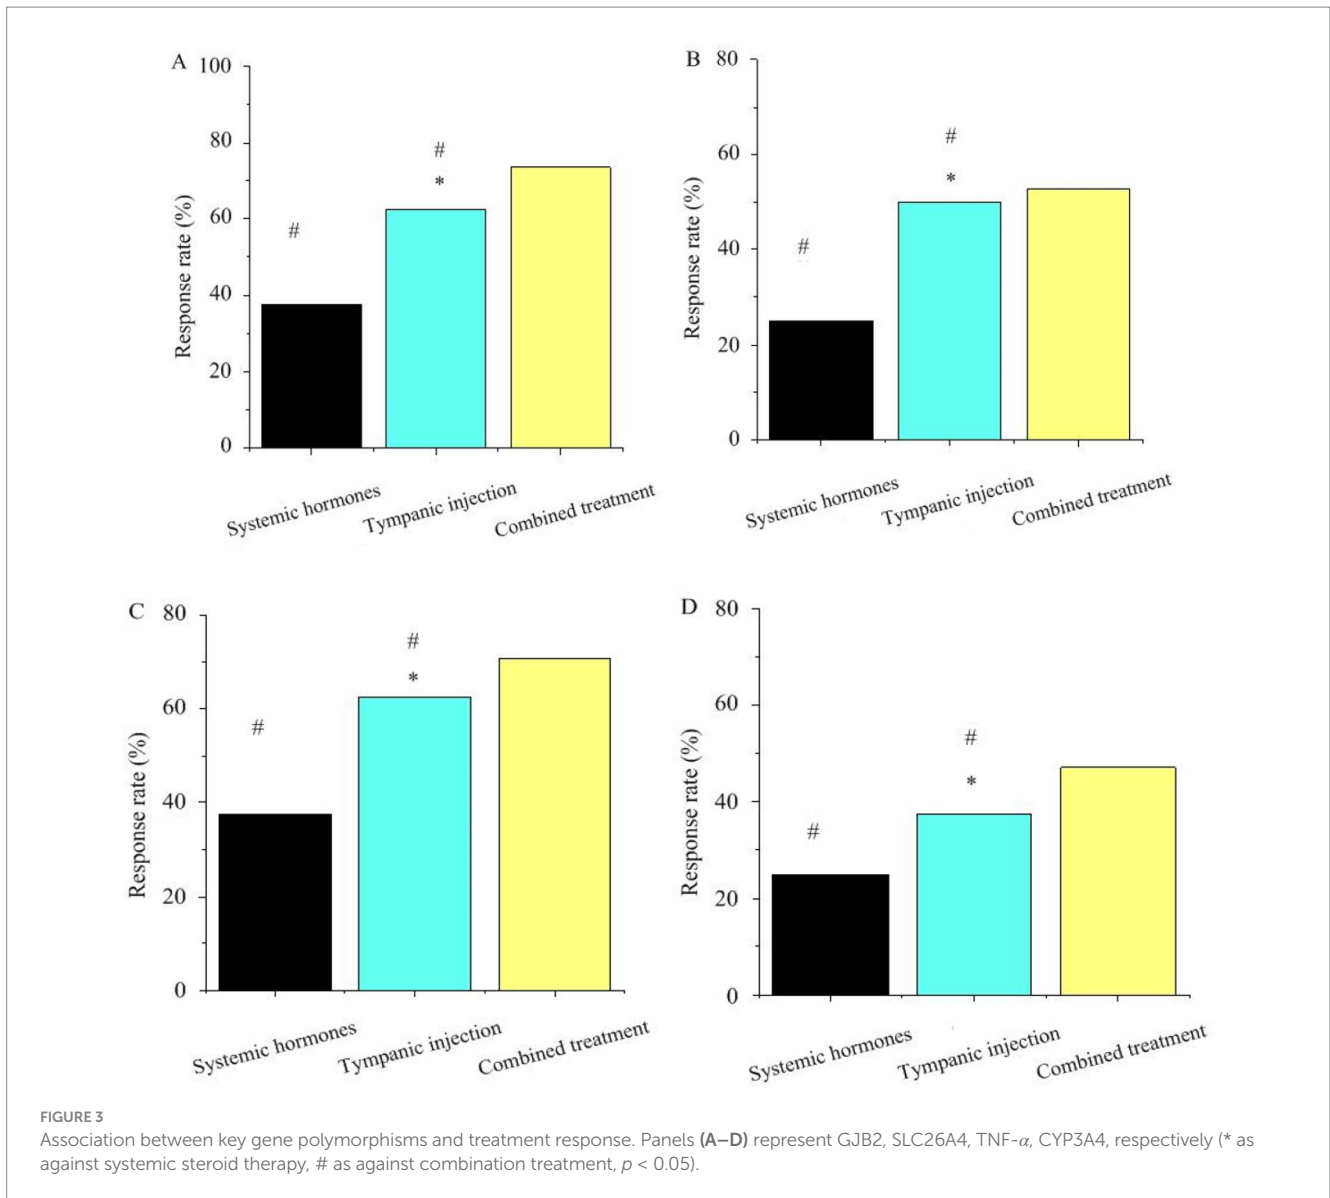 A
100
80
60
40
20
0
Response rate (%)
#
#
*
Systemic hormones
Tympanic injection
Combined treatment
B
80
60
40
20
0
Response rate (%)
#
#
*
Systemic hormones
Tympanic injection
Combined treatment
C
80
60
40
20
0
Response rate (%)
#
#
*
Systemic hormones
Tympanic injection
Combined treatment
D
80
60
40
20
0
Response rate (%)
#
#
*
Systemic hormones
Tympanic injection
Combined treatment
FIGURE 3
Association between key gene polymorphisms and treatment response. Panels (A–D) represent GJB2, SLC26A4, TNF-α, CYP3A4, respectively (* as
against systemic steroid therapy, # as against combination treatment, p < 0.05).